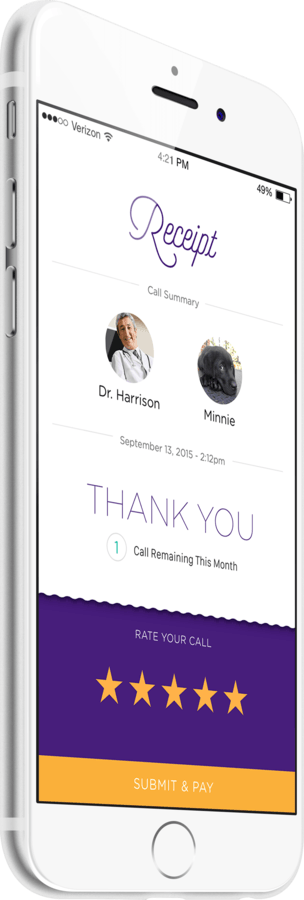 Verizon
4:21 PM
49%
Receipt
Call Summary
Dr. Harrison
Minnie
September 13, 2015 - 2:12pm
THANK YOU
1 Call Remaining This Month
RATE YOUR CALL
SUBMIT & PAY